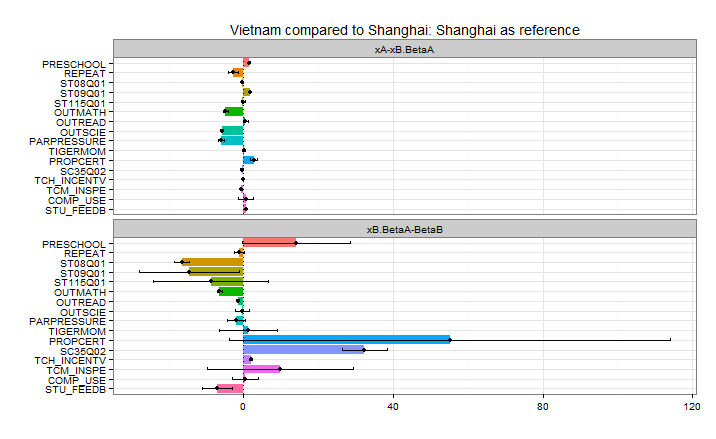 Vietnam compared to Shanghai: Shanghai as reference
xA-xB.BetaA
PRESCHOOL
REPEAT
ST08Q01
ST09Q01
ST115Q01
OUTMATH
OUTREAD
OUTSCIE
PARPRESSURE
TIGERMOM
PROPCERT
SC35Q02
TCH_INCENTV
TCM_INSPE
COMP_USE
STU_FEEDB
xB.BetaA-BetaB
PRESCHOOL
REPEAT
ST08Q01
ST09Q01
ST115Q01
OUTMATH
OUTREAD
OUTSCIE
PARPRESSURE
TIGERMOM
PROPCERT
SC35Q02
TCH_INCENTV
TCM_INSPE
COMP_USE
STU_FEEDB
0 40 80 120